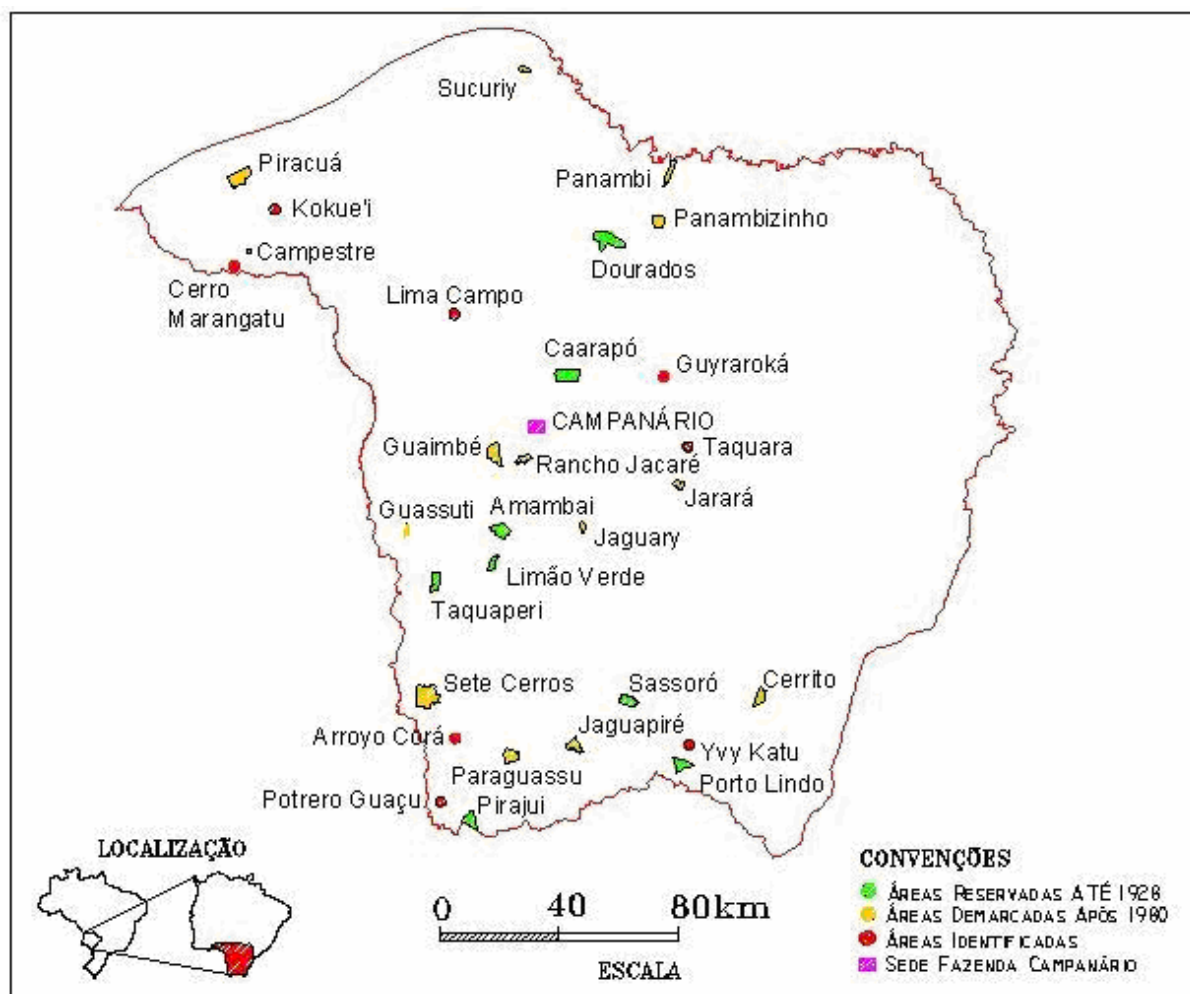 Sucuriy
Piracuá
Panambi
Kokue'i
Panambizinho
Campestre
Dourados
Cerro
Marangatu
Lima Campo
Caarapó
Guyraroká
CAMPANÁRIO
Guaimbé
Taquara
Rancho Jacaré
Jarará
Guassuti
Amambai
Jaguary
Limão Verde
Taquaperi
Sete Cerros
Sassoró
Cerrito
Arroyo Corá
Jaguapiré
Yvy Katu
Paraguassu
Porto Lindo
Potrero Guaçu
Pirajui
LOCALIZAÇÃO
0 40 80km
ESCALA
CONVENÇÕES
ÁREAS RESERVADAS ATÉ 1928
ÁREAS DEMARCADAS APÓS 1980
ÁREAS IDENTIFICADAS
SEDE FAZENDA CAMPANÁRIO